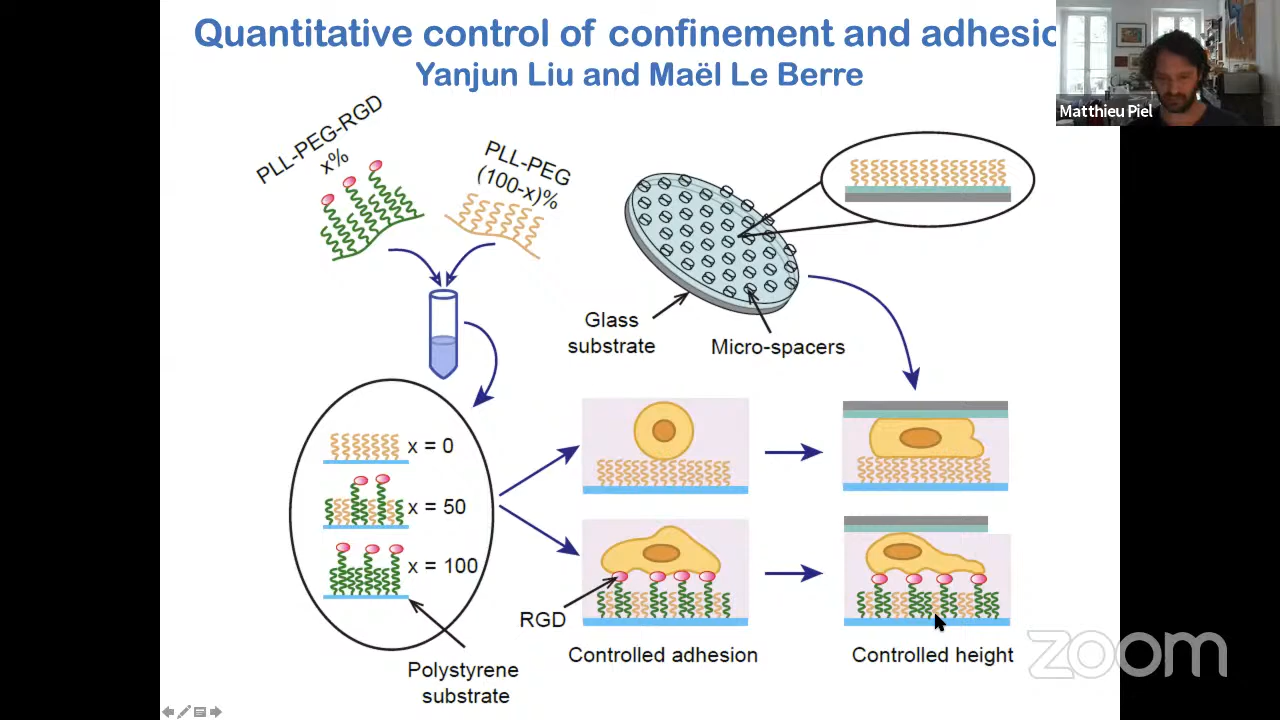 Quantitative control of confinement and adhesio
Yanjun Liu and Maël Le Berre
Matthieu Piel
PLL-PEG-RGD
x%
PLL-PEG
(100-x)%
Glass
substrate
Micro-spacers
x = 0
x = 50
x = 100
RGD
Polystyrene
substrate
Controlled adhesion
Controlled height
zoom